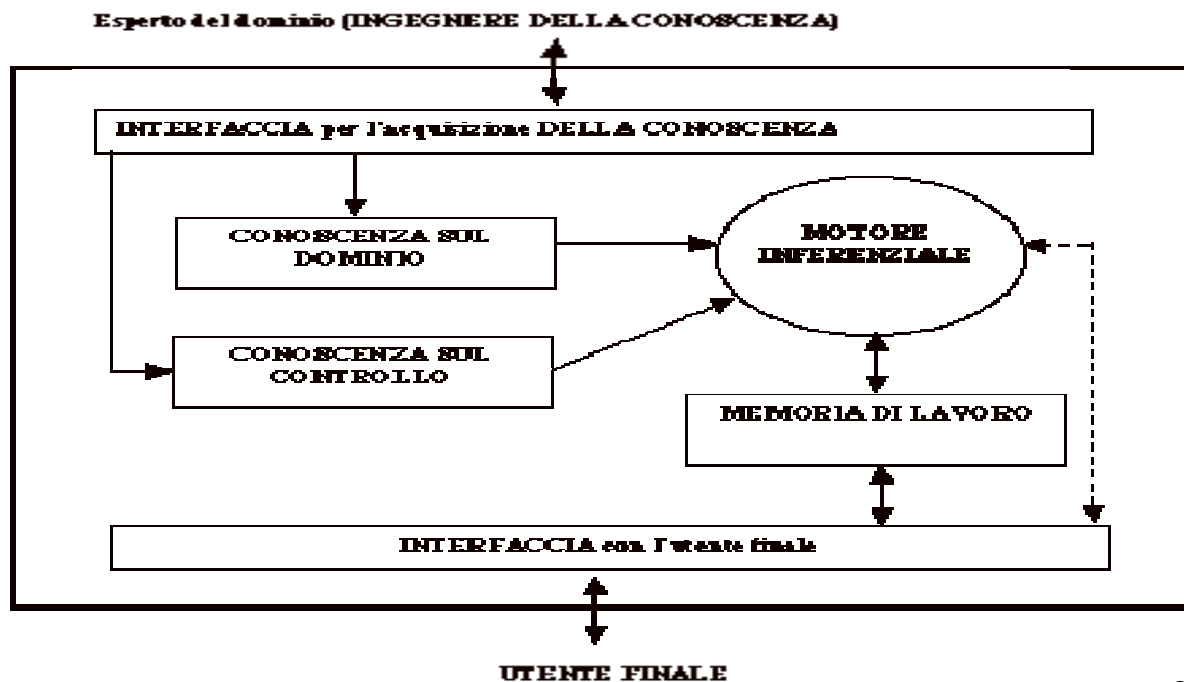 Esperto del dominio (INGEGNERE DELLA CONOSCENZA)
INTERFACCIA per l'acquisizione DELLA CONOSCENZA
CONOSCENZA SUL
DOMINIO
MOTORE
INFERENZIALE
CONOSCENZA SUL
CONTROLLO
MEMORIA DI LAVORO
INTERFACCIA con l'utente finale
UTENTE FINALE